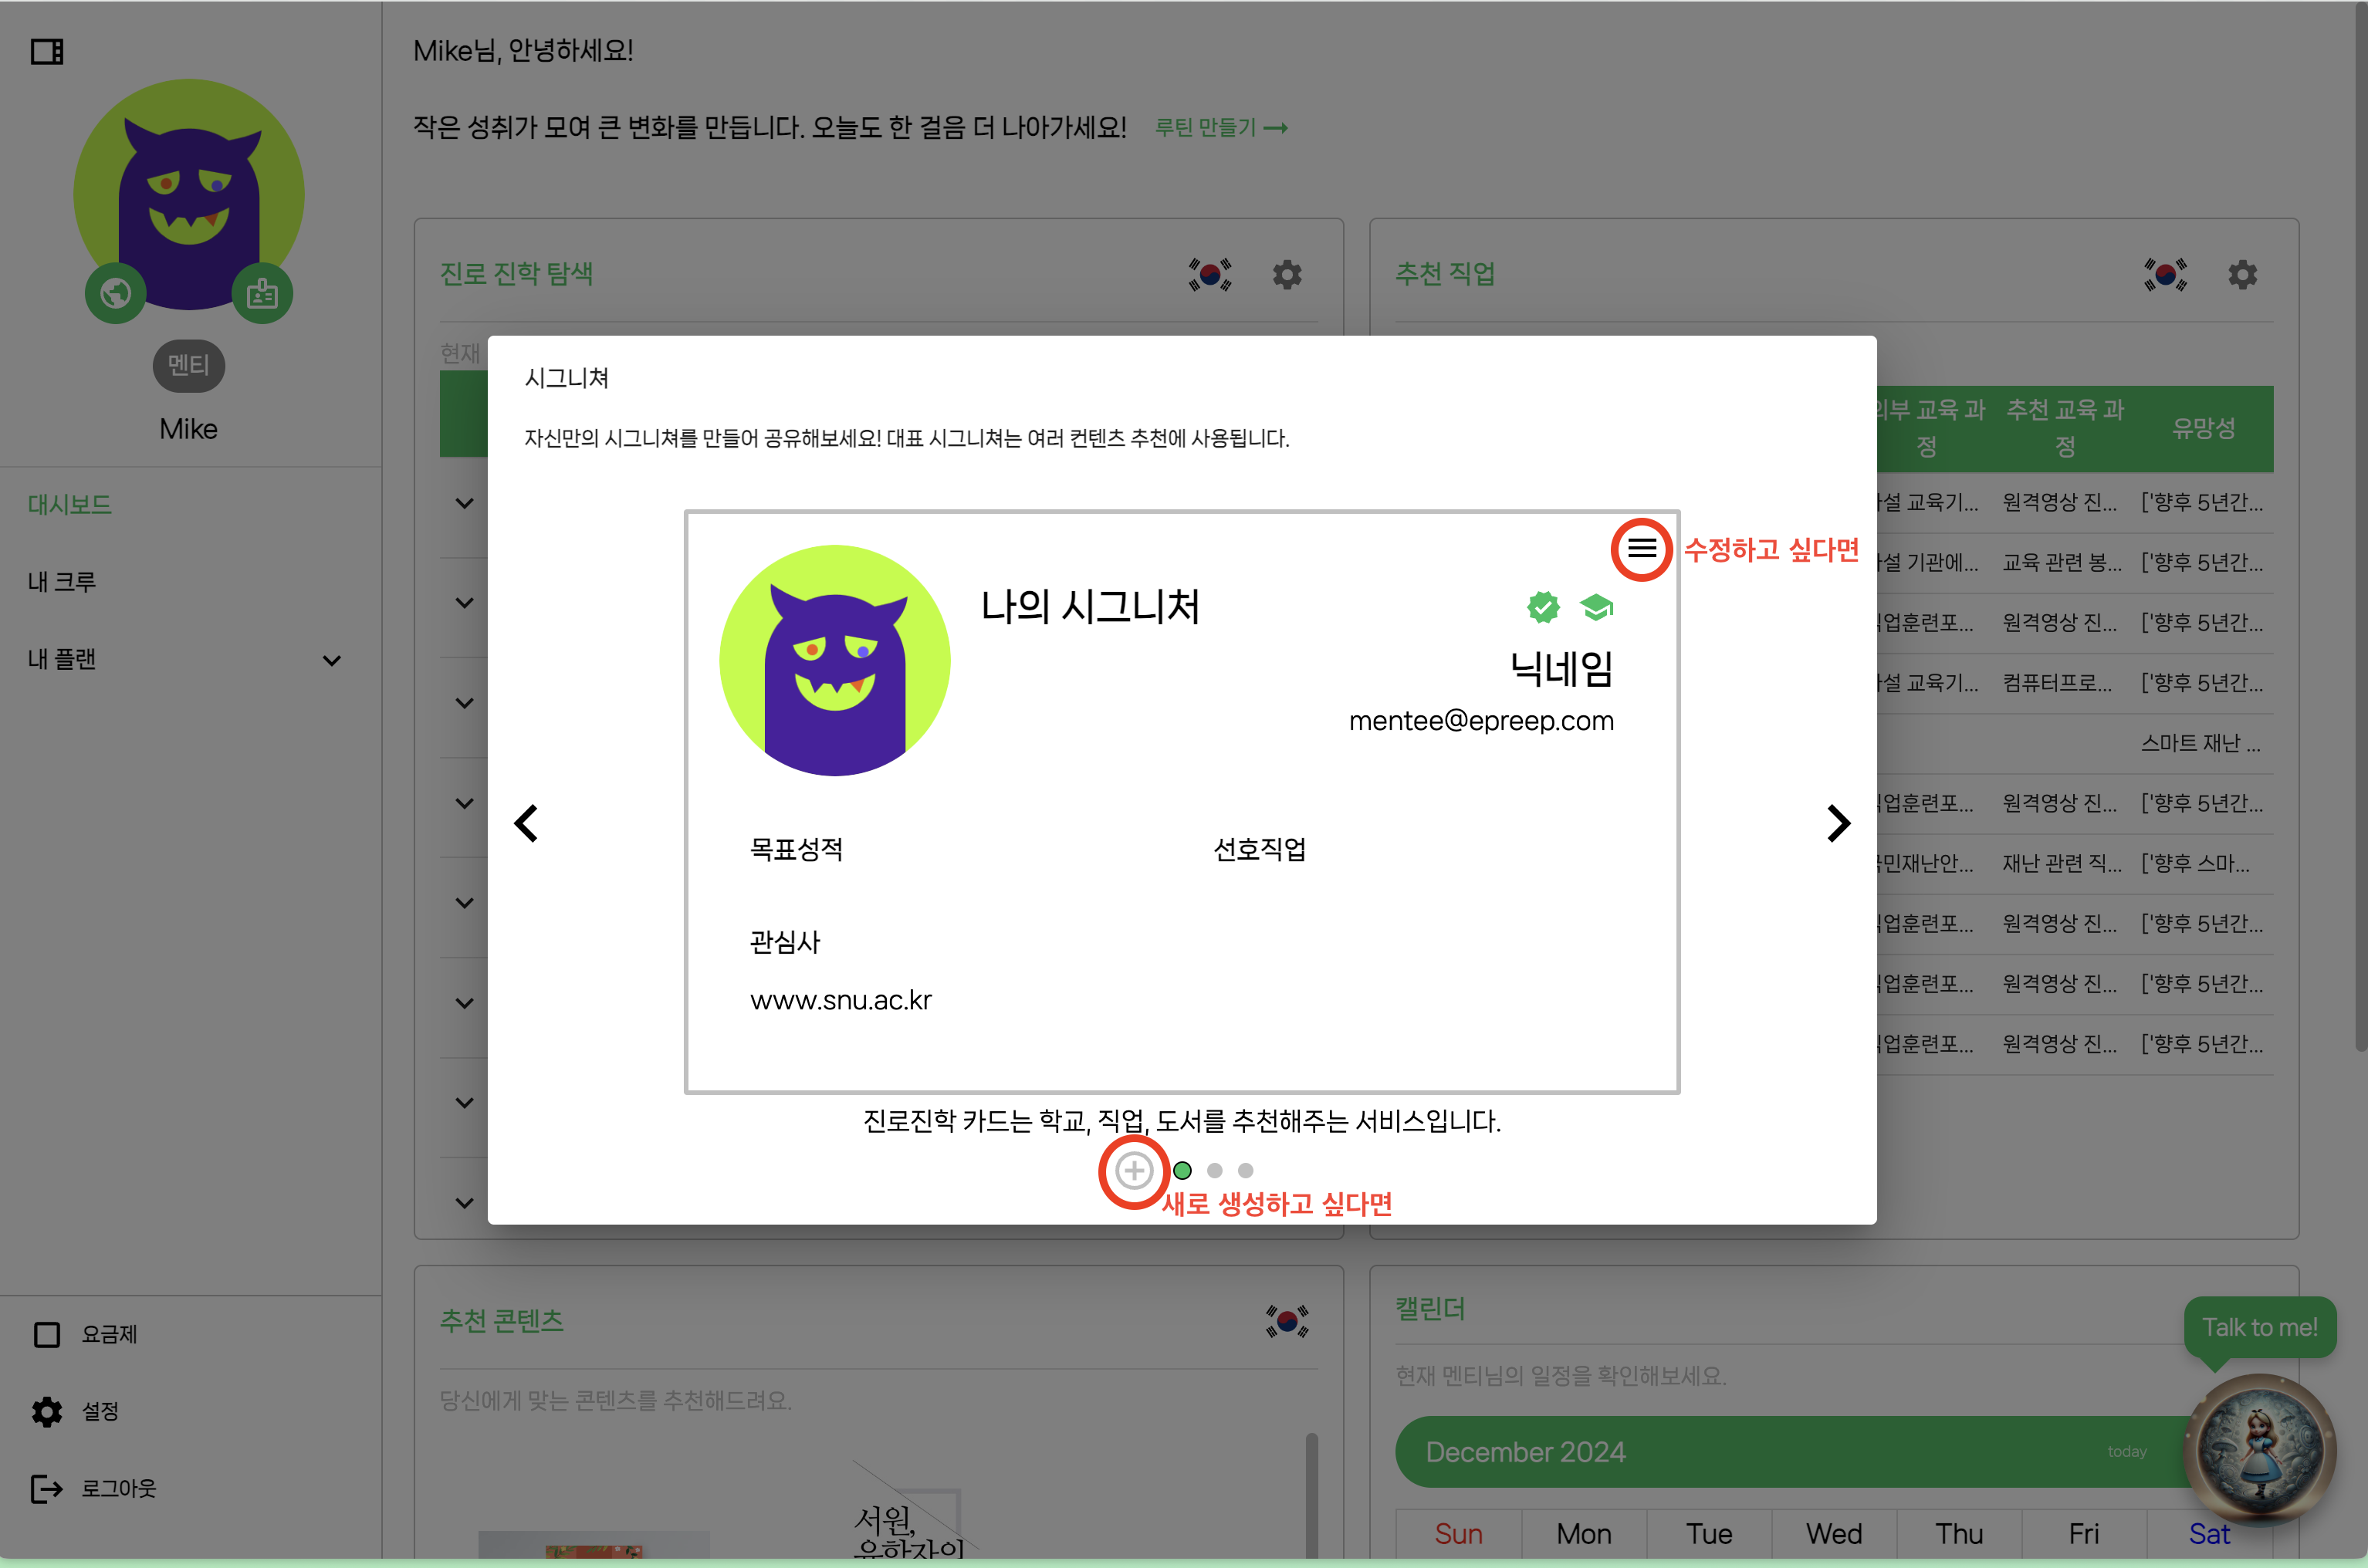 Mike님, 안녕하세요!
작은 성취가 모여 큰 변화를 만듭니다. 오늘도 한 걸음 더 나아가세요! 루틴 만들기
멘티
Mike
대시보드
내 크루
내 플랜
요금제
설정
로그아웃
진로 진학 탐색
현재
추천 직업
외부 교육 과정
추천 교육 과정
유망성
설 교육기... 원격영상 진... ['향후 5년간...
설 기관에... 교육 관련 봉... ['향후 5년간...
업훈련포... 원격영상 진... ['향후 5년간...
설 교육기... 컴퓨터프로... ['향후 5년간...
스마트 재난 ...
업훈련포... 원격영상 진... ['향후 5년간...
민재난안... 재난 관련 직... ['향후 스마...
업훈련포... 원격영상 진... ['향후 5년간...
업훈련포... 원격영상 진... ['향후 5년간...
업훈련포... 원격영상 진... ['향후 5년간...
시그니쳐
자신만의 시그니쳐를 만들어 공유해보세요! 대표 시그니쳐는 여러 컨텐츠 추천에 사용됩니다.
수정하고 싶다면
나의 시그니처
닉네임
mentee@epreep.com
목표성적
선호직업
관심사
www.snu.ac.kr
진로진학 카드는 학교, 직업, 도서를 추천해주는 서비스입니다.
새로 생성하고 싶다면
추천 콘텐츠
당신에게 맞는 콘텐츠를 추천해드려요.
서원,
유학자의
캘린더
현재 멘티님의 일정을 확인해보세요.
Talk to me!
December 2024
today
Sun Mon Tue Wed Thu Fri Sat